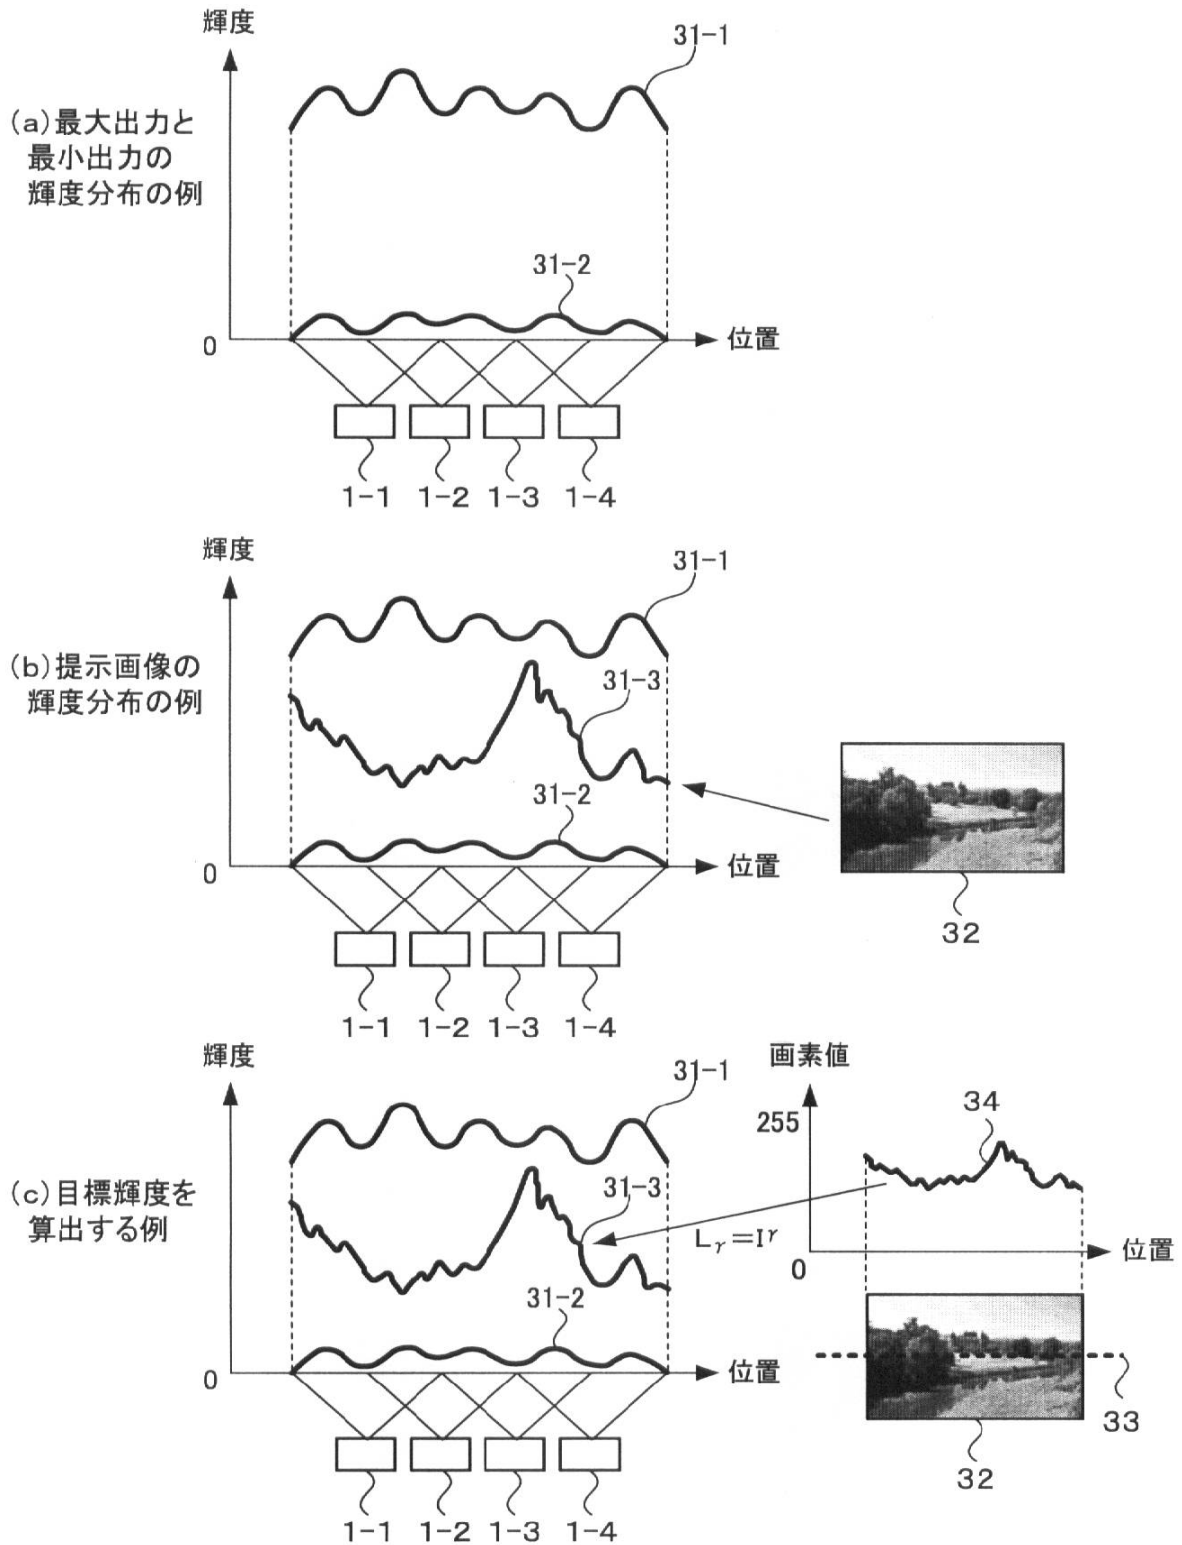 輝度
31-1
(a)最大出力と
最小出力の
輝度分布の例
31-2
0
位置
1-1 1-2 1-3 1-4
輝度
31-1
(b)提示画像の
輝度分布の例
31-3
31-2
0
位置
32
1-1 1-2 1-3 1-4
輝度
画素値
31-1
255
34
(c)目標輝度を
算出する例
31-3
Lγ=Iγ
位置
0
31-2
0
位置
33
32
1-1 1-2 1-3 1-4